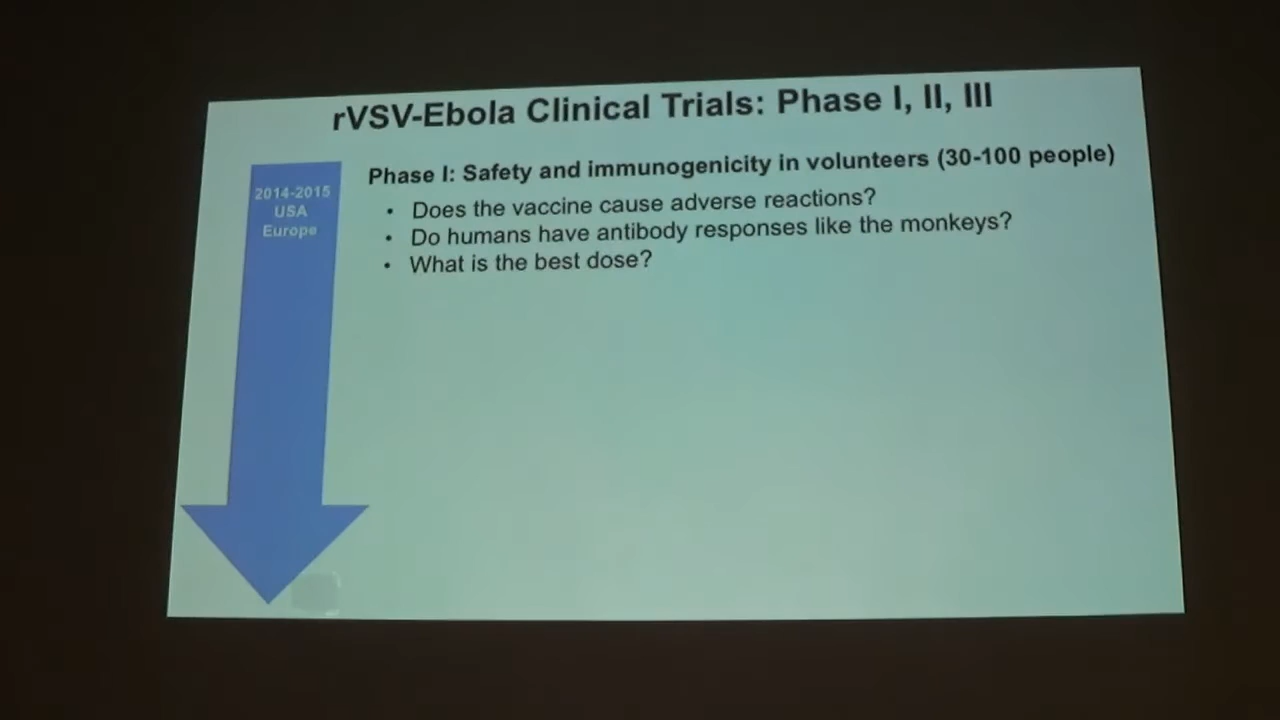 rVSV-Ebola Clinical Trials: Phase I, II, III
2014-2015
USA
Europe
Phase I: Safety and immunogenicity in volunteers (30-100 people)
• Does the vaccine cause adverse reactions?
• Do humans have antibody responses like the monkeys?
• What is the best dose?